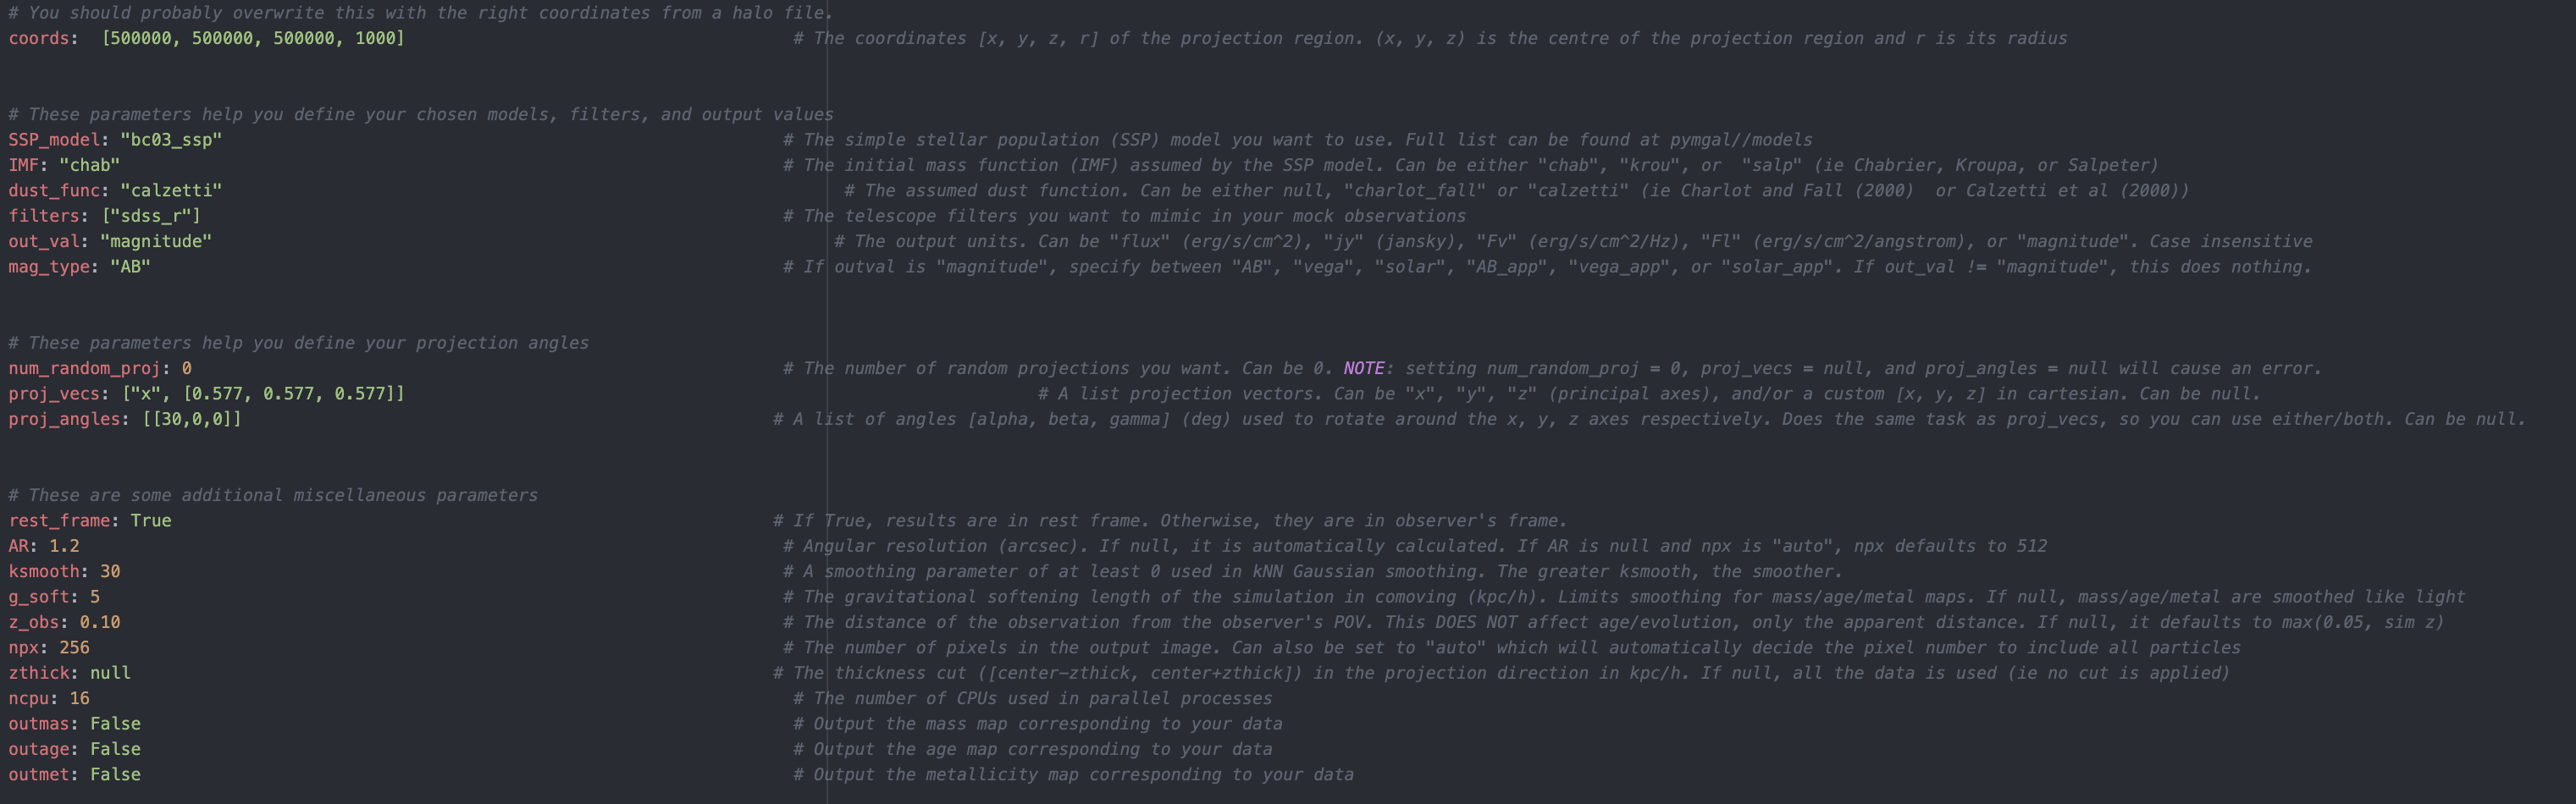 # You should probably overwrite this with the right coordinates from a halo file.
coords:  [500000, 500000, 500000, 1000] # The coordinates [x, y, z, r] of the projection region. (x, y, z) is the centre of the projection region and r is its radius
# These parameters help you define your chosen models, filters, and output values
SSP_model: "bc03_ssp" # The simple stellar population (SSP) model you want to use. Full list can be found at pymgal//models
IMF: "chab" # The initial mass function (IMF) assumed by the SSP model. Can be either "chab", "krou", or  "salp" (ie Chabrier, Kroupa, or Salpeter)
dust_func: "calzetti" # The assumed dust function. Can be either null, "charlot_fall" or "calzetti" (ie Charlot and Fall (2000)  or Calzetti et al (2000))
filters: ["sdss_r"] # The telescope filters you want to mimic in your mock observations
out_val: "magnitude" # The output units. Can be "flux" (erg/s/cm^2), "jy" (jansky), "Fv" (erg/s/cm^2/Hz), "Fl" (erg/s/cm^2/angstrom), or "magnitude". Case insensitive
mag_type: "AB" # If outval is "magnitude", specify between "AB", "vega", "solar", "AB_app", "vega_app", or "solar_app". If out_val != "magnitude", this does nothing.
# These parameters help you define your projection angles
num_random_proj: 0 # The number of random projections you want. Can be 0. NOTE: setting num_random_proj = 0, proj_vecs = null, and proj_angles = null will cause an error.
proj_vecs: ["x", [0.577, 0.577, 0.577]] # A list projection vectors. Can be "x", "y", "z" (principal axes), and/or a custom [x, y, z] in cartesian. Can be null.
proj_angles: [[30,0,0]] # A list of angles [alpha, beta, gamma] (deg) used to rotate around the x, y, z axes respectively. Does the same task as proj_vecs, so you can use either/both. Can be null.
# These are some additional miscellaneous parameters
rest_frame: True # If True, results are in rest frame. Otherwise, they are in observer's frame.
AR: 1.2 # Angular resolution (arcsec). If null, it is automatically calculated. If AR is null and npx is "auto", npx defaults to 512
ksmooth: 30 # A smoothing parameter of at least 0 used in kNN Gaussian smoothing. The greater ksmooth, the smoother.
g_soft: 5 # The gravitational softening length of the simulation in comoving (kpc/h). Limits smoothing for mass/age/metal maps. If null, mass/age/metal are smoothed like light
z_obs: 0.10 # The distance of the observation from the observer's POV. This DOES NOT affect age/evolution, only the apparent distance. If null, it defaults to max(0.05, sim z)
npx: 256 # The number of pixels in the output image. Can also be set to "auto" which will automatically decide the pixel number to include all particles
zthick: null # The thickness cut ([center-zthick, center+zthick]) in the projection direction in kpc/h. If null, all the data is used (ie no cut is applied)
ncpu: 16 # The number of CPUs used in parallel processes
outmas: False # Output the mass map corresponding to your data
outage: False # Output the age map corresponding to your data
outmet: False # Output the metallicity map corresponding to your data